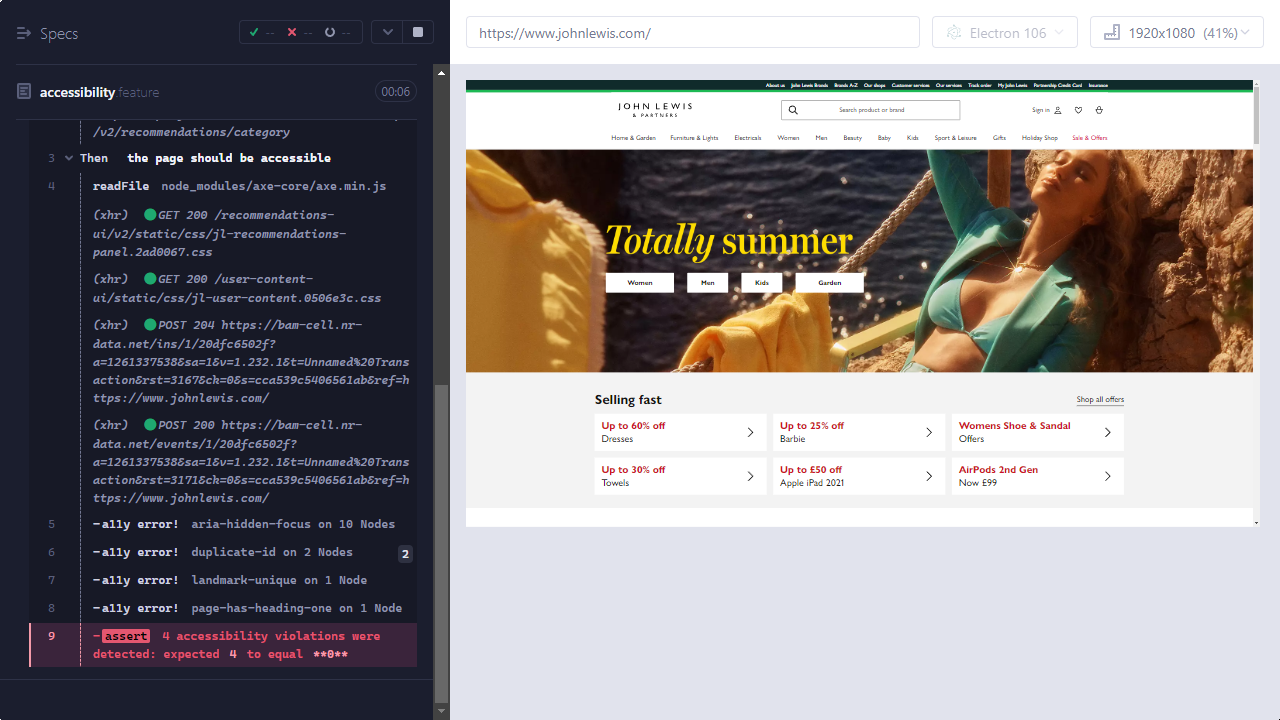 Specs
--
--
--
https://www.johnlewis.com/
Electron 106
1920x1080 (41%)
accessibility.feature
00:06
/v2/recommendations/category
3 Then the page should be accessible
4 readFile node_modules/axe-core/axe.min.js
(xhr) GET 200 /recommendations-
ui/v2/static/css/jl-recommendations-
panel.2ad0067.css
(xhr) GET 200 /user-content-
ui/static/css/jl-user-content.0506e3c.css
(xhr) POST 204 https://bam-cell.nr-
data.net/ins/1/20dfc6502f?
a=1261337538&sa=1&v=1.232.1&t=Unnamed%20Trans
action&rst=3167&ck=0&s=cca539c5406561ab&ref=h
ttps://www.johnlewis.com/
(xhr) POST 200 https://bam-cell.nr-
data.net/events/1/20dfc6502f?
a=1261337538&sa=1&v=1.232.1&t=Unnamed%20Trans
action&rst=3171&ck=0&s=cca539c5406561ab&ref=h
ttps://www.johnlewis.com/
5 -a11y error! aria-hidden-focus on 10 Nodes
6 -a11y error! duplicate-id on 2 Nodes 2
7 -a11y error! landmark-unique on 1 Node
8 -a11y error! page-has-heading-one on 1 Node
9 -assert 4 accessibility violations were
detected: expected 4 to equal **0**
About us John Lewis Brands Brands A-Z Our shops Customer services Our services Track order My John Lewis Partnership Credit Card Insurance
JOHN LEWIS
& PARTNERS
Search product or brand
Sign in
Home & Garden Furniture & Lights Electricals Women Men Beauty Baby Kids Sport & Leisure Gifts Holiday Shop Sale & Offers
Totally summer
Women Men Kids Garden
Selling fast
Shop all offers
Up to 60% off
Dresses
Up to 25% off
Barbie
Womens Shoe & Sandal
Offers
Up to 30% off
Towels
Up to £50 off
Apple iPad 2021
AirPods 2nd Gen
Now £99